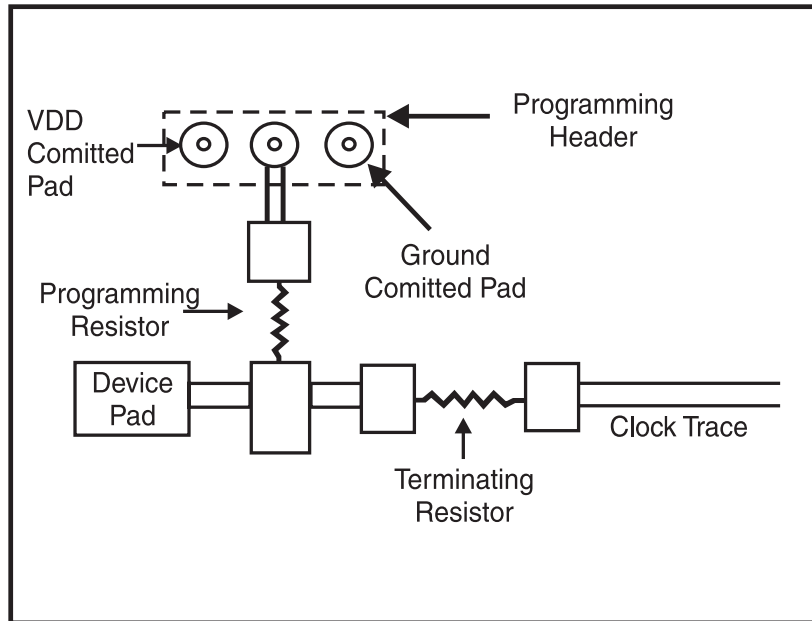 VDD
Comitted
Pad
Programming
Header
Ground
Comitted Pad
Programming
Resistor
Device
Pad
Clock Trace
Terminating
Resistor